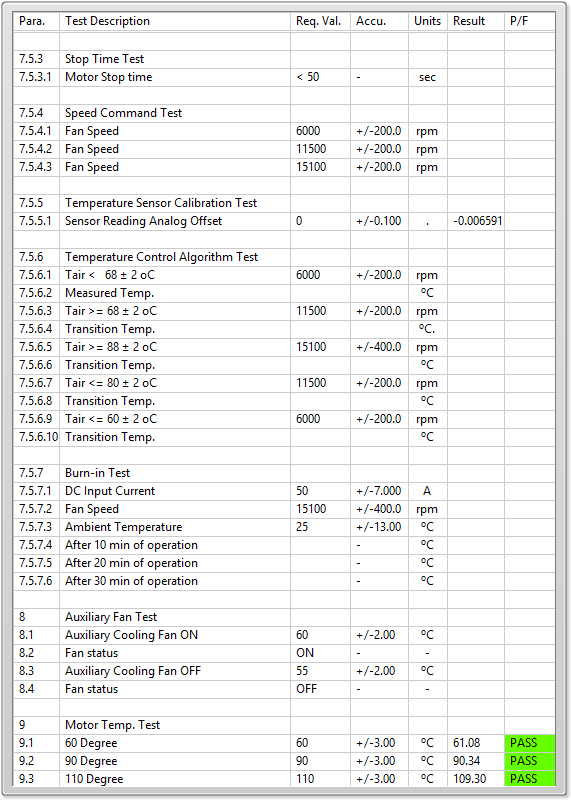 Para. Test Description Req. Val. Accu. Units Result P/F
7.5.3 Stop Time Test
7.5.3.1 Motor Stop time < 50 - sec
7.5.4 Speed Command Test
7.5.4.1 Fan Speed 6000 +/-200.0 rpm
7.5.4.2 Fan Speed 11500 +/-200.0 rpm
7.5.4.3 Fan Speed 15100 +/-200.0 rpm
7.5.5 Temperature Sensor Calibration Test
7.5.5.1 Sensor Reading Analog Offset 0 +/-0.100 . -0.006591
7.5.6 Temperature Control Algorithm Test
7.5.6.1 Tair < 68 ± 2 oC 6000 +/-200.0 rpm
7.5.6.2 Measured Temp. ºC
7.5.6.3 Tair >= 68 ± 2 oC 11500 +/-200.0 rpm
7.5.6.4 Transition Temp. ºC.
7.5.6.5 Tair >= 88 ± 2 oC 15100 +/-400.0 rpm
7.5.6.6 Transition Temp. ºC
7.5.6.7 Tair <= 80 ± 2 oC 11500 +/-200.0 rpm
7.5.6.8 Transition Temp. ºC
7.5.6.9 Tair <= 60 ± 2 oC 6000 +/-200.0 rpm
7.5.6.10 Transition Temp. ºC
7.5.7 Burn-in Test
7.5.7.1 DC Input Current 50 +/-7.000 A
7.5.7.2 Fan Speed 15100 +/-400.0 rpm
7.5.7.3 Ambient Temperature 25 +/-13.00 ºC
7.5.7.4 After 10 min of operation - ºC
7.5.7.5 After 20 min of operation - ºC
7.5.7.6 After 30 min of operation - ºC
8 Auxiliary Fan Test
8.1 Auxiliary Cooling Fan ON 60 +/-2.00 ºC
8.2 Fan status ON - -
8.3 Auxiliary Cooling Fan OFF 55 +/-2.00 ºC
8.4 Fan status OFF - -
9 Motor Temp. Test
9.1 60 Degree 60 +/-3.00 ºC 61.08 PASS
9.2 90 Degree 90 +/-3.00 ºC 90.34 PASS
9.3 110 Degree 110 +/-3.00 ºC 109.30 PASS